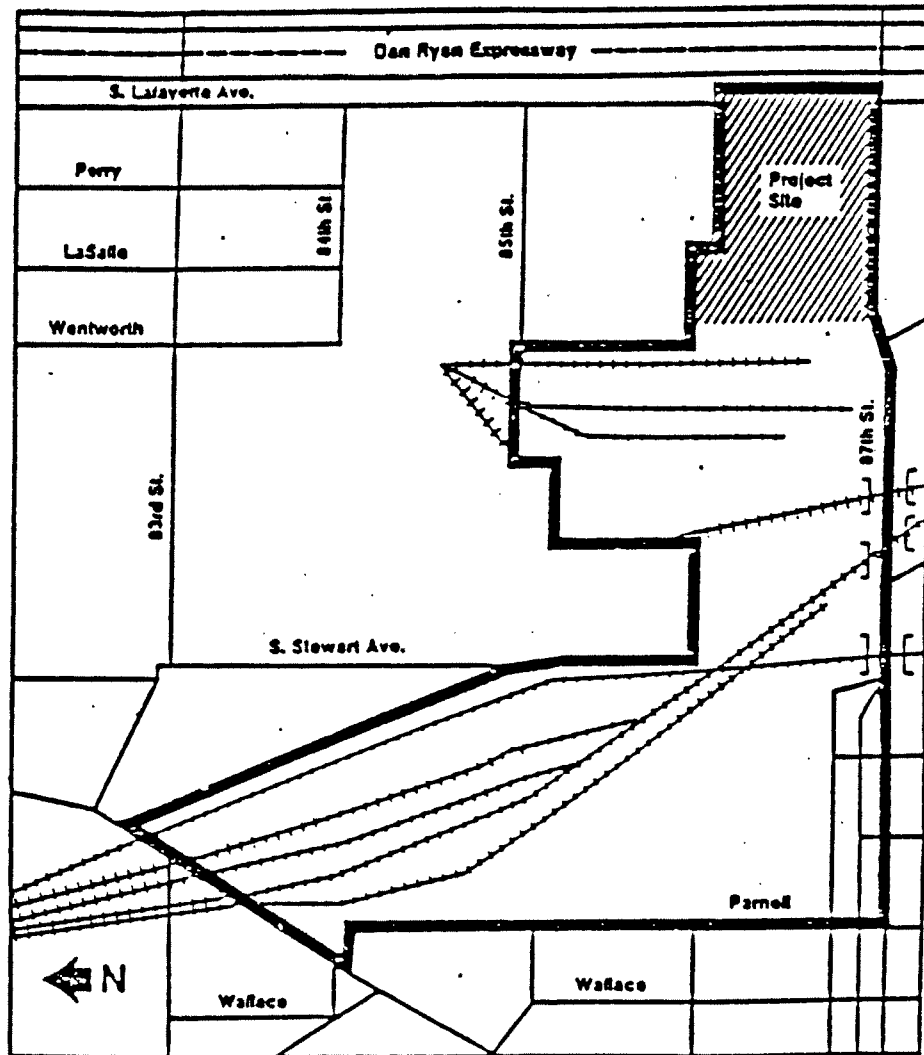 Dan Ryan Expressway
S. Lafayette Ave.
Perry
84th St.
85th St.
Project
Site
LaSalle
Wentworth
87th St.
83rd St.
S. Stewart Ave.
Parnell
N
Wallace
Wallace